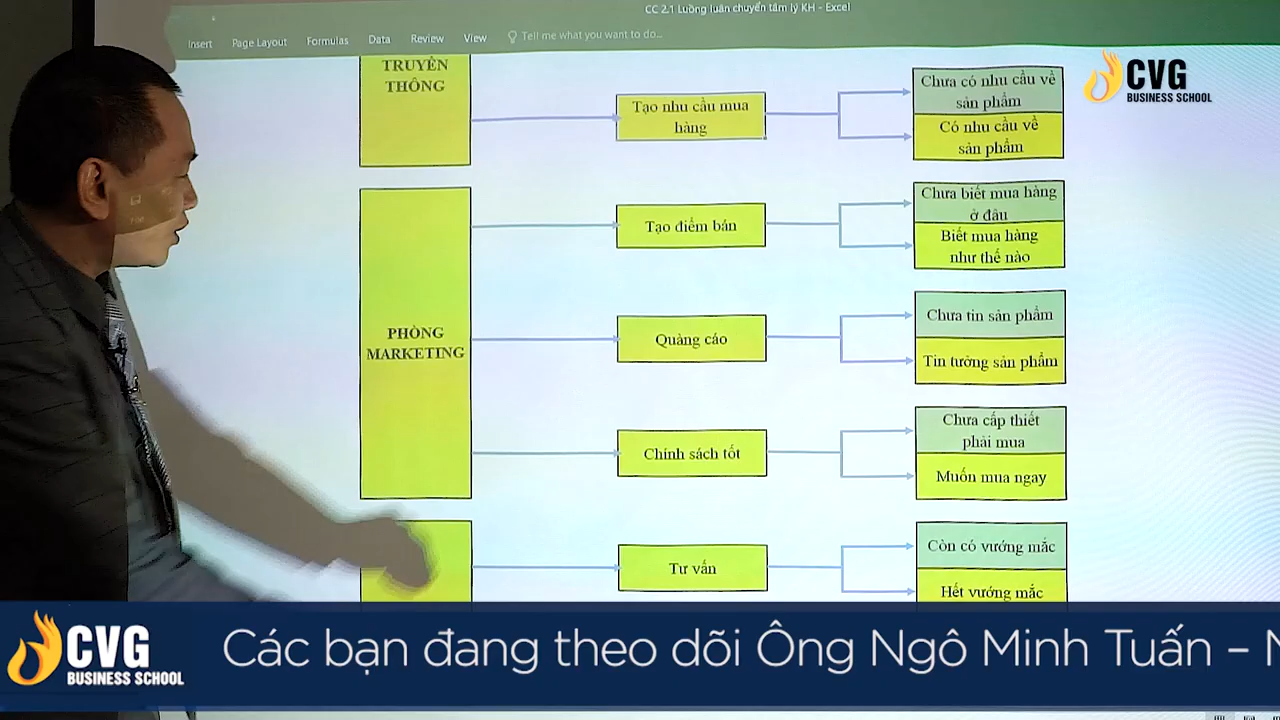 CC 2.1 Luồng luân chuyển tâm lý KH - Excel
Insert Page Layout Formulas Data Review View Tell me what you want to do...
CVG
BUSINESS SCHOOL
TRUYỀN
THÔNG
Tạo nhu cầu mua
hàng
Chưa có nhu cầu về
sản phẩm
Có nhu cầu về
sản phẩm
PHÒNG
MARKETING
Tạo điểm bán
Chưa biết mua hàng
ở đâu
Biết mua hàng
như thế nào
Quảng cáo
Chưa tin sản phẩm
Tin tưởng sản phẩm
Chính sách tốt
Chưa cấp thiết
phải mua
Muốn mua ngay
Tư vấn
Còn có vướng mắc
Hết vướng mắc
CVG
BUSINESS SCHOOL
Các bạn đang theo dõi Ông Ngô Minh Tuấn –